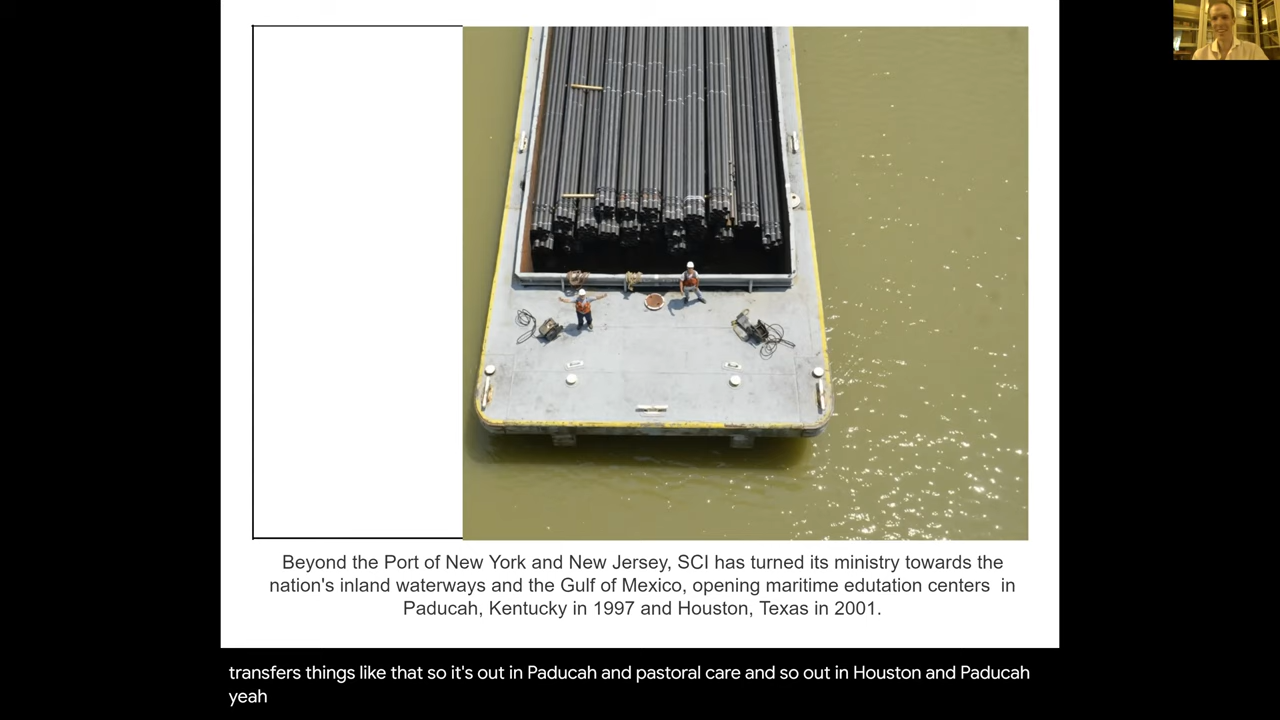 Beyond the Port of New York and New Jersey, SCI has turned its ministry towards the
nation's inland waterways and the Gulf of Mexico, opening maritime edutation centers in
Paducah, Kentucky in 1997 and Houston, Texas in 2001.
transfers things like that so it's out in Paducah and pastoral care and so out in Houston and Paducah
yeah